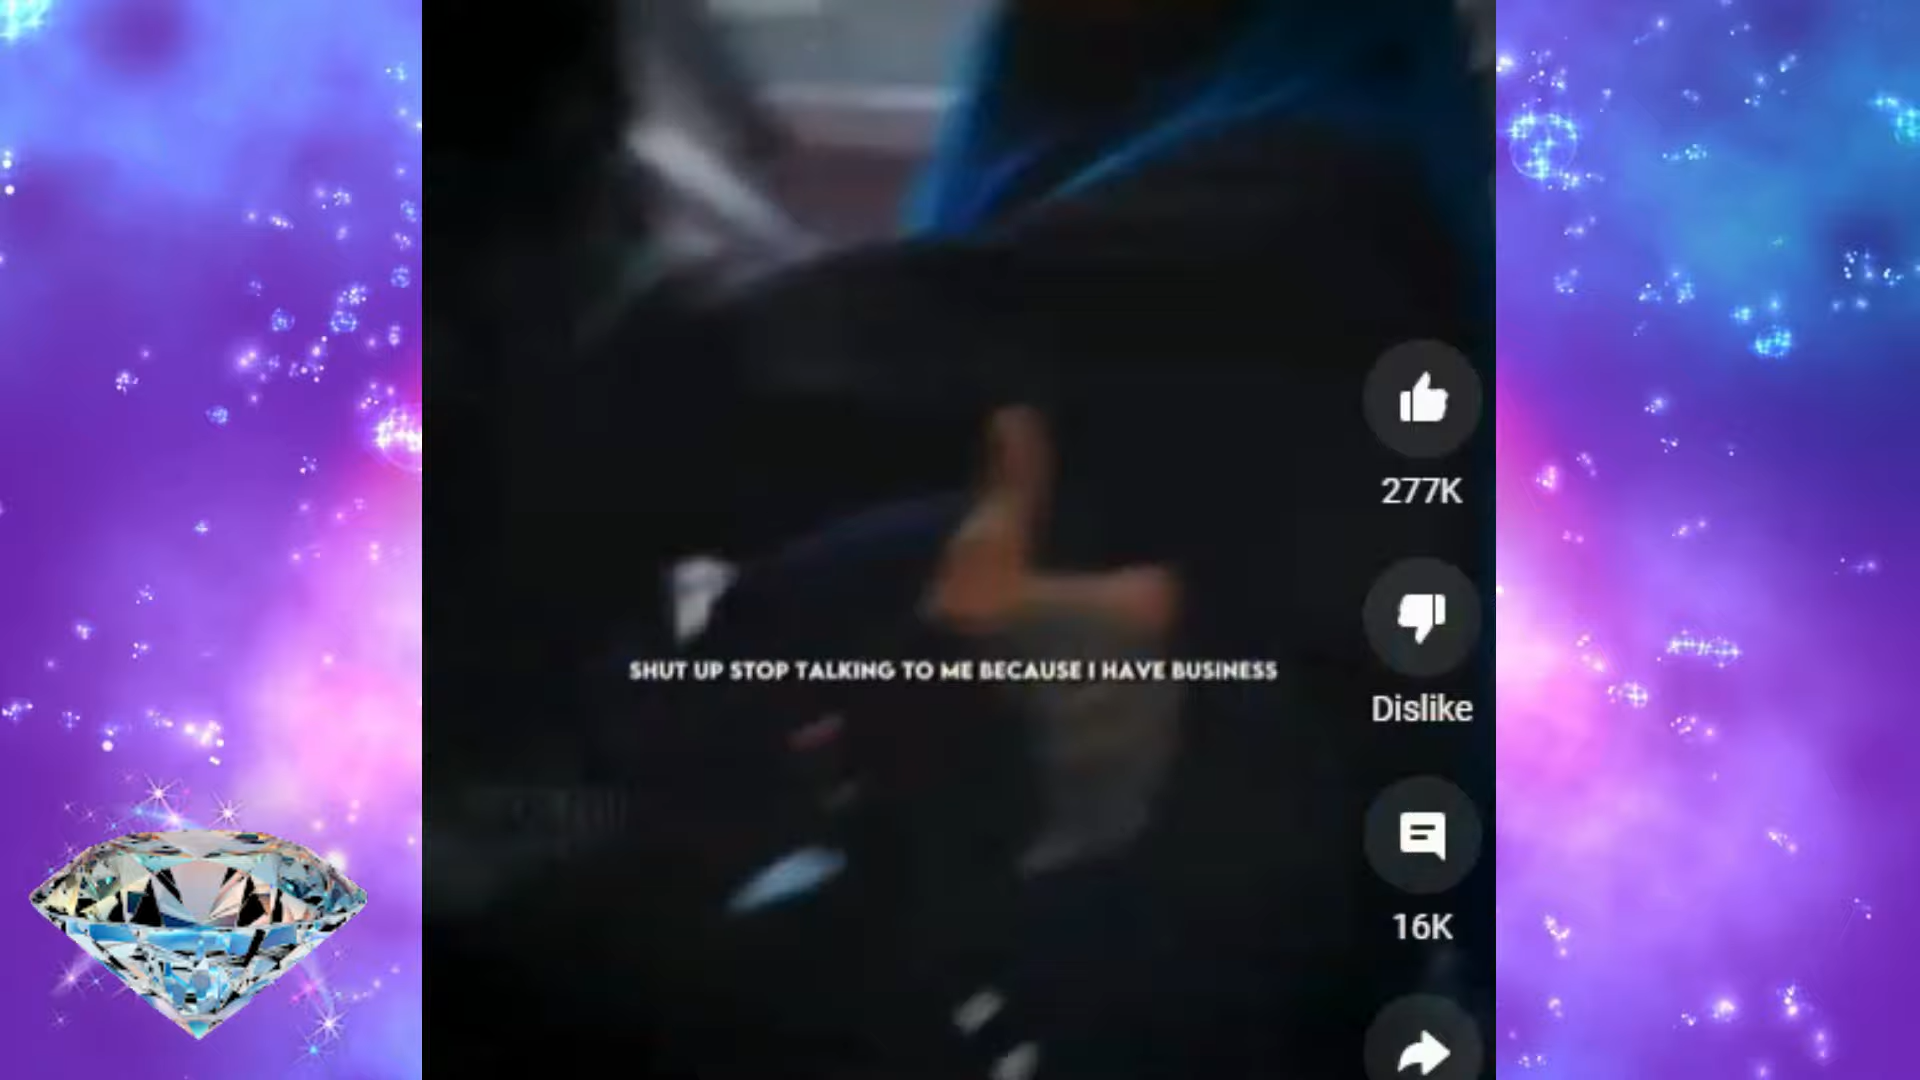 277K
SHUT UP STOP TALKING TO ME BECAUSE I HAVE BUSINESS
Dislike
16K